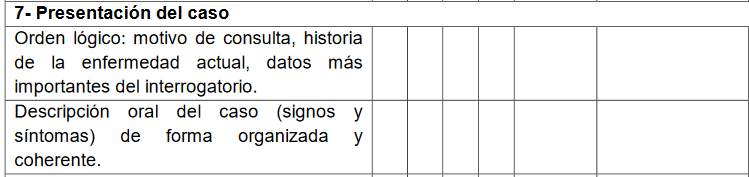 7- Presentación del caso
Orden lógico: motivo de consulta, historia
de la enfermedad actual, datos más
importantes del interrogatorio.
Descripción oral del caso (signos y
síntomas) de forma organizada y
coherente.